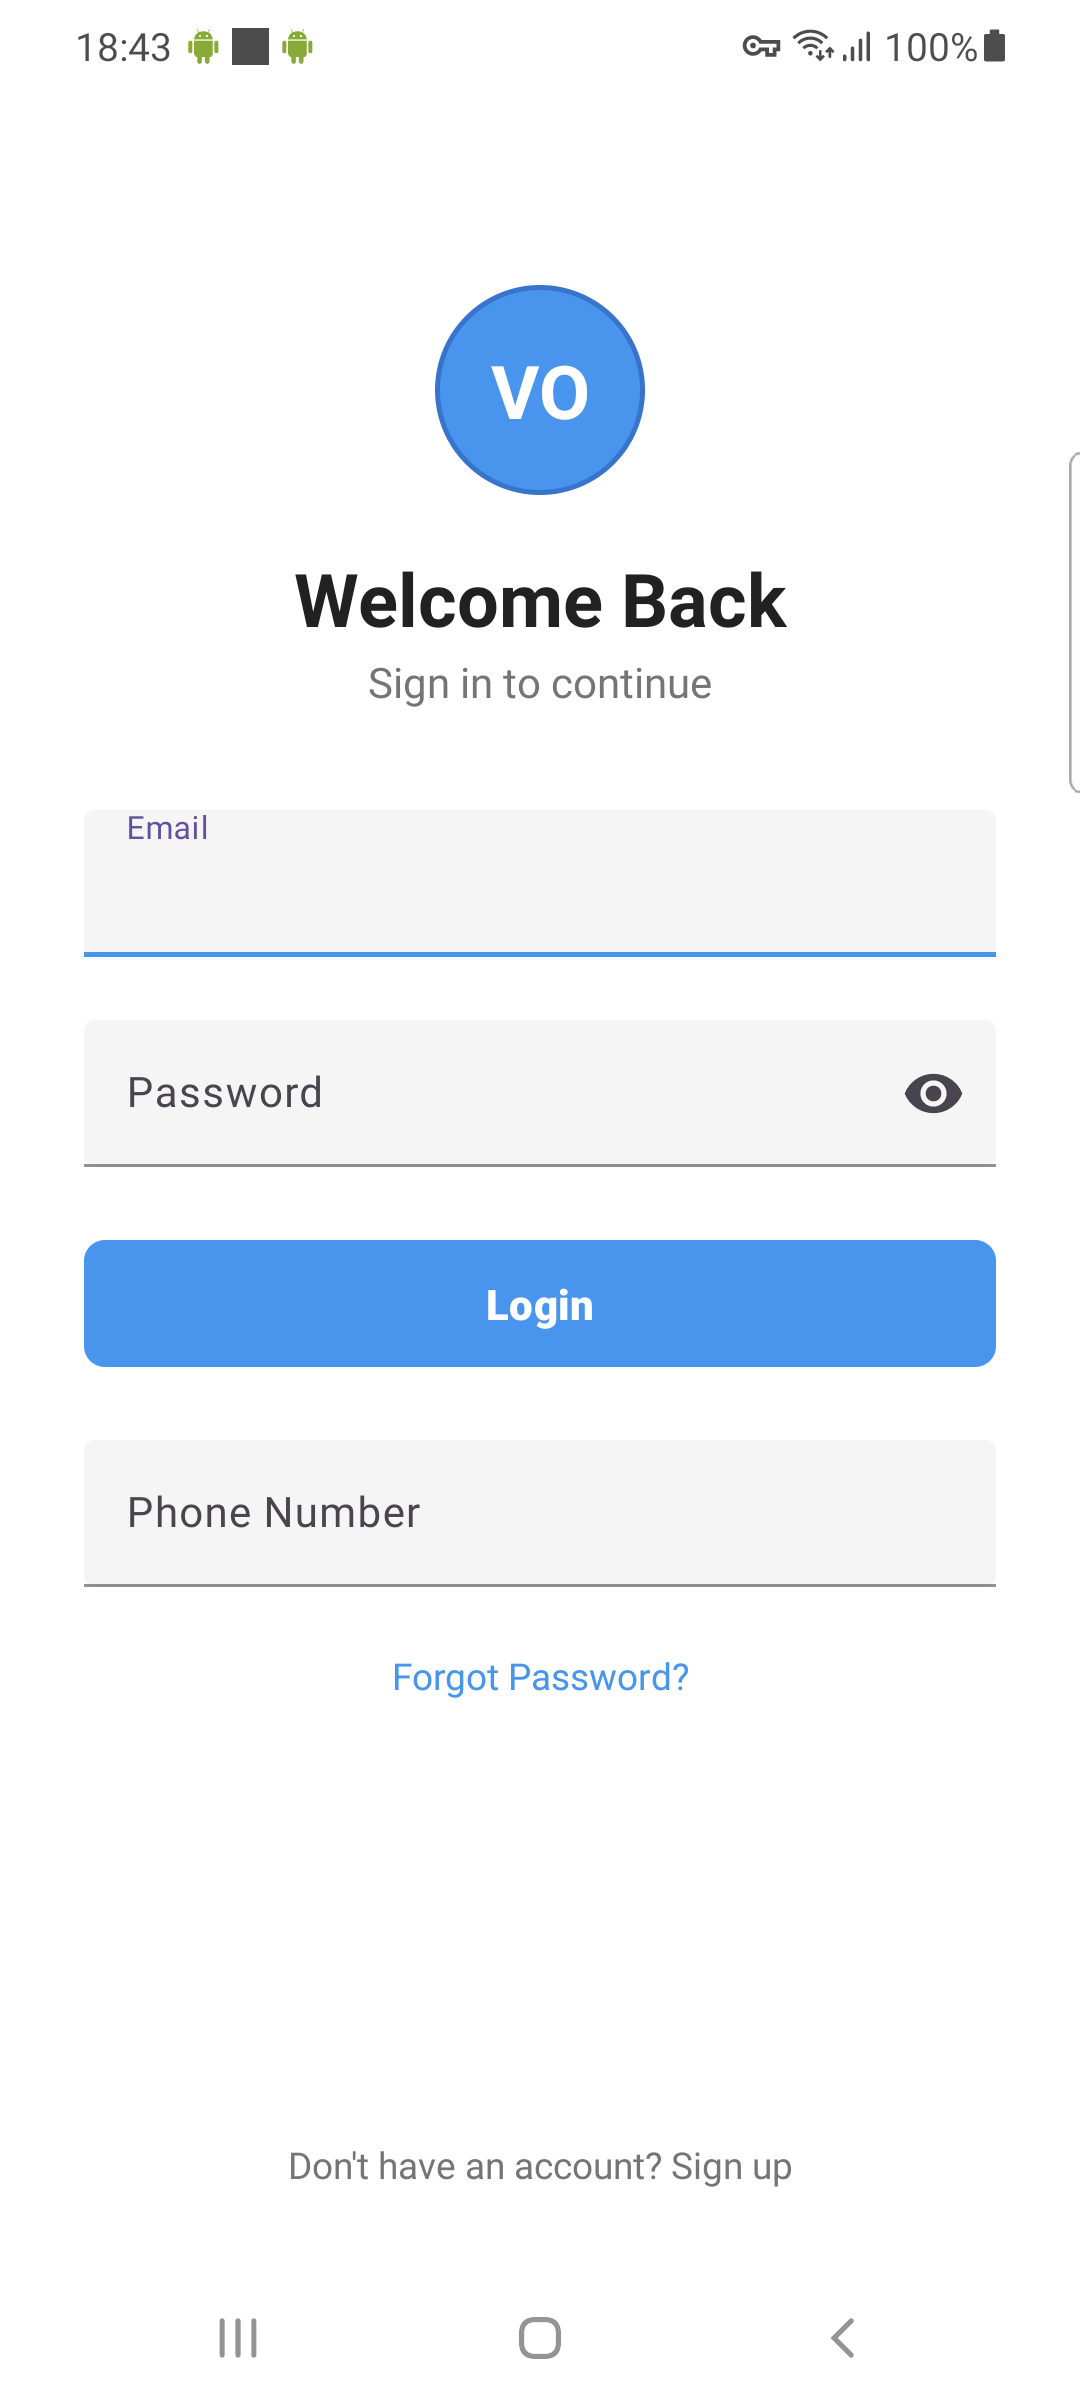 18:43 100%
VO
Welcome Back
Sign in to continue
Email
Password
Login
Phone Number
Forgot Password?
Don't have an account? Sign up